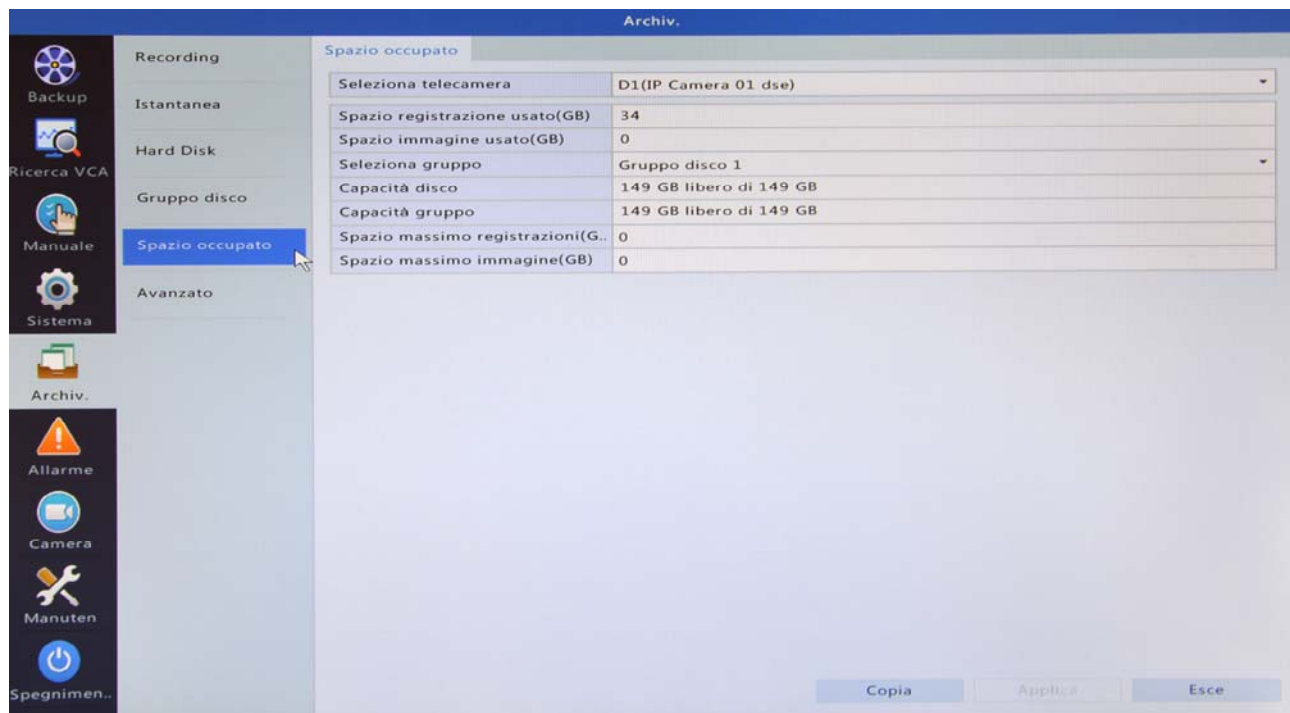 Archiv.
Backup
Ricerca VCA
Manuale
Sistema
Archiv.
Allarme
Camera
Manuten
Spegnimen..
Recording
Istantanea
Hard Disk
Gruppo disco
Spazio occupato
Avanzato
Spazio occupato
Seleziona telecamera D1(IP Camera 01 dse)
Spazio registrazione usato(GB) 34
Spazio immagine usato(GB) 0
Seleziona gruppo Gruppo disco 1
Capacità disco 149 GB libero di 149 GB
Capacità gruppo 149 GB libero di 149 GB
Spazio massimo registrazioni(G.. 0
Spazio massimo immagine(GB) 0
Copia Applica Esce